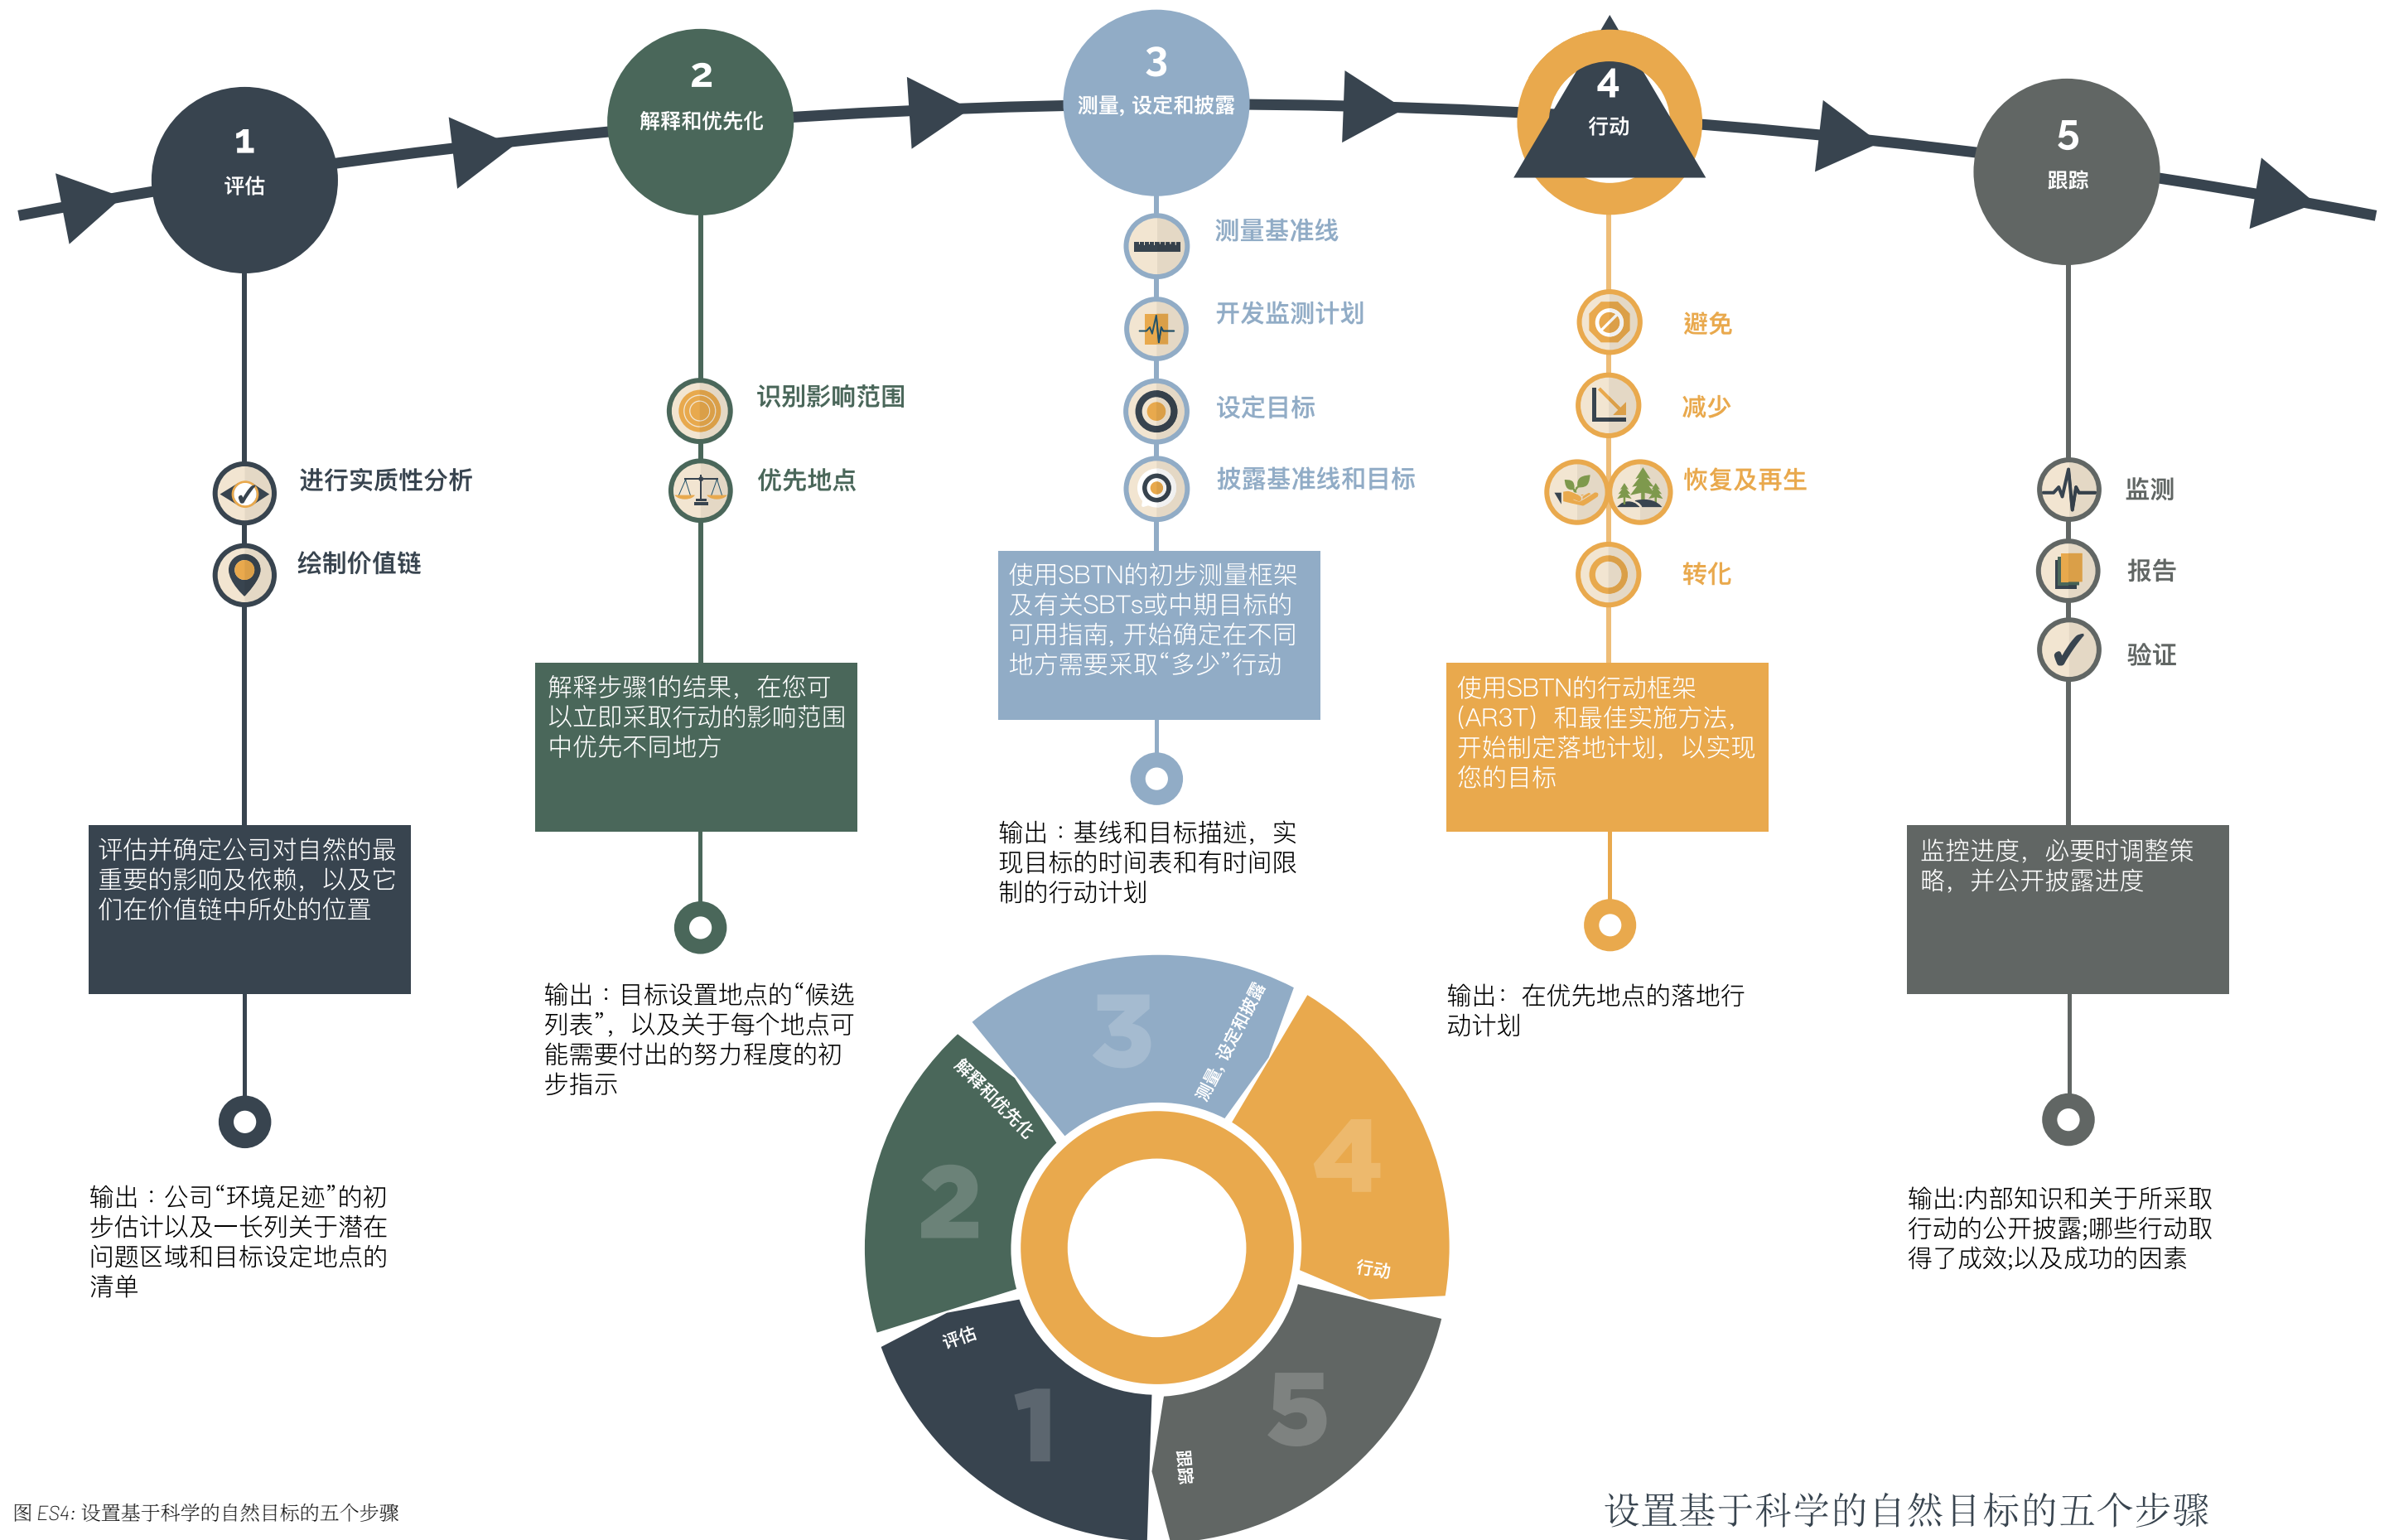 1
评估
进行实质性分析
绘制价值链
评估并确定公司对自然的最
重要的影响及依赖，以及它
们在价值链中所处的位置
输出：公司“环境足迹”的初
步估计以及一长列关于潜在
问题区域和目标设定地点的
清单
2
解释和优先化
识别影响范围
优先地点
解释步骤1的结果，在您可
以立即采取行动的影响范围
中优先不同地方
输出：目标设置地点的“候选
列表”，以及关于每个地点可
能需要付出的努力程度的初
步指示
3
测量，设定和披露
测量基准线
开发监测计划
设定目标
披露基准线和目标
使用SBTN的初步测量框架
及有关SBTs或中期目标的
可用指南，开始确定在不同
地方需要采取“多少”行动
输出：基线和目标描述，实
现目标的时间表和有时间限
制的行动计划
4
行动
避免
减少
恢复及再生
转化
使用SBTN的行动框架
(AR3T）和最佳实施方法，
开始制定落地计划，以实现
您的目标
输出：在优先地点的落地行
动计划
5
跟踪
监测
报告
验证
监控进度，必要时调整策
略，并公开披露进度
输出:内部知识和关于所采取
行动的公开披露;哪些行动取
得了成效;以及成功的因素
3
测量，设定和披露
解释和优先化
2
4
行动
评估
1
5
跟踪
图 ES4: 设置基于科学的自然目标的五个步骤
设置基于科学的自然目标的五个步骤